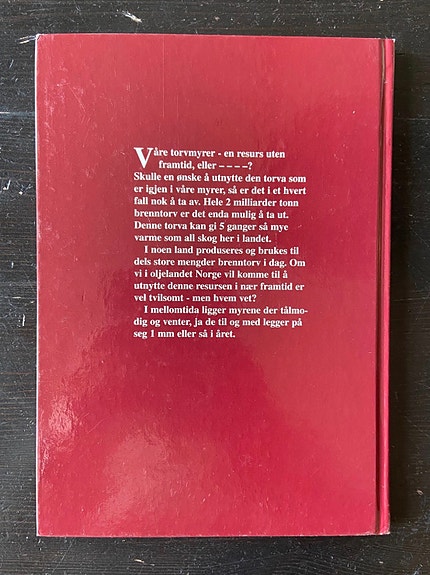 Våre torvmyrer - en resurs uten
framtid, eller – – – –?
Skulle en ønske å utnytte den torva som
er igjen i våre myrer, så er det i et hvert
fall nok å ta av. Hele 2 milliarder tonn
brenntorv er det enda mulig å ta ut.
Denne torva kan gi 5 ganger så mye
varme som all skog her i landet.
I noen land produseres og brukes til
dels store mengder brenntorv i dag. Om
vi i oljelandet Norge vil komme til å
utnytte denne resursen i nær framtid er
vel tvilsomt - men hvem vet?
I mellomtida ligger myrene der tålmo-
dig og venter, ja de til og med legger på
seg 1 mm eller så i året.